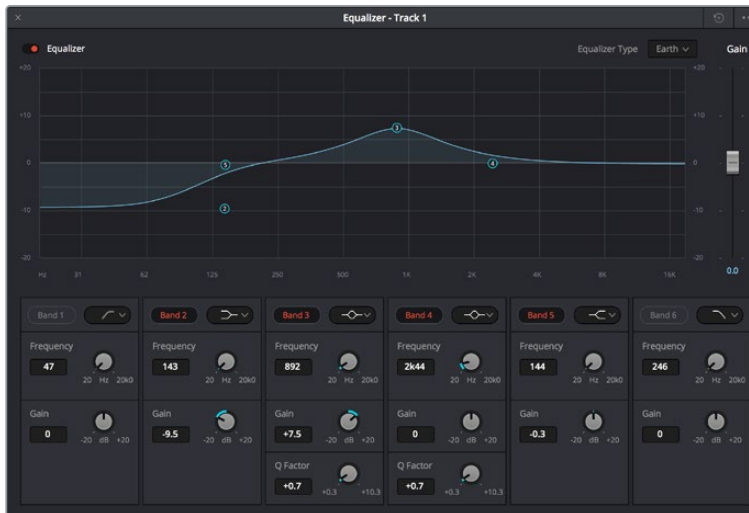 Equalizer - Track 1
Equalizer
Equalizer Type Earth
Gain
+20 +20
+10 +10
0 0
-10 -10
-20 -20
5
3
4
2
Hz 31 62 125 250 500 1K 2K 4K 8K 16K
0.0
Band 1 Band 2 Band 3 Band 4 Band 5 Band 6
Frequency Frequency Frequency Frequency Frequency Frequency
47 143 892 2k44 144 246
20 Hz 20k0 20 Hz 20k0 20 Hz 20k0 20 Hz 20k0 20 Hz 20k0 20 Hz 20k0
Gain Gain Gain Gain Gain Gain
0 -9.5 +7.5 0 -0.3 0
-20 dB +20 -20 dB +20 -20 dB +20 -20 dB +20 -20 dB +20 -20 dB +20
Q Factor Q Factor
+0.7 +0.7
+0.3 +10.3 +0.3 +10.3